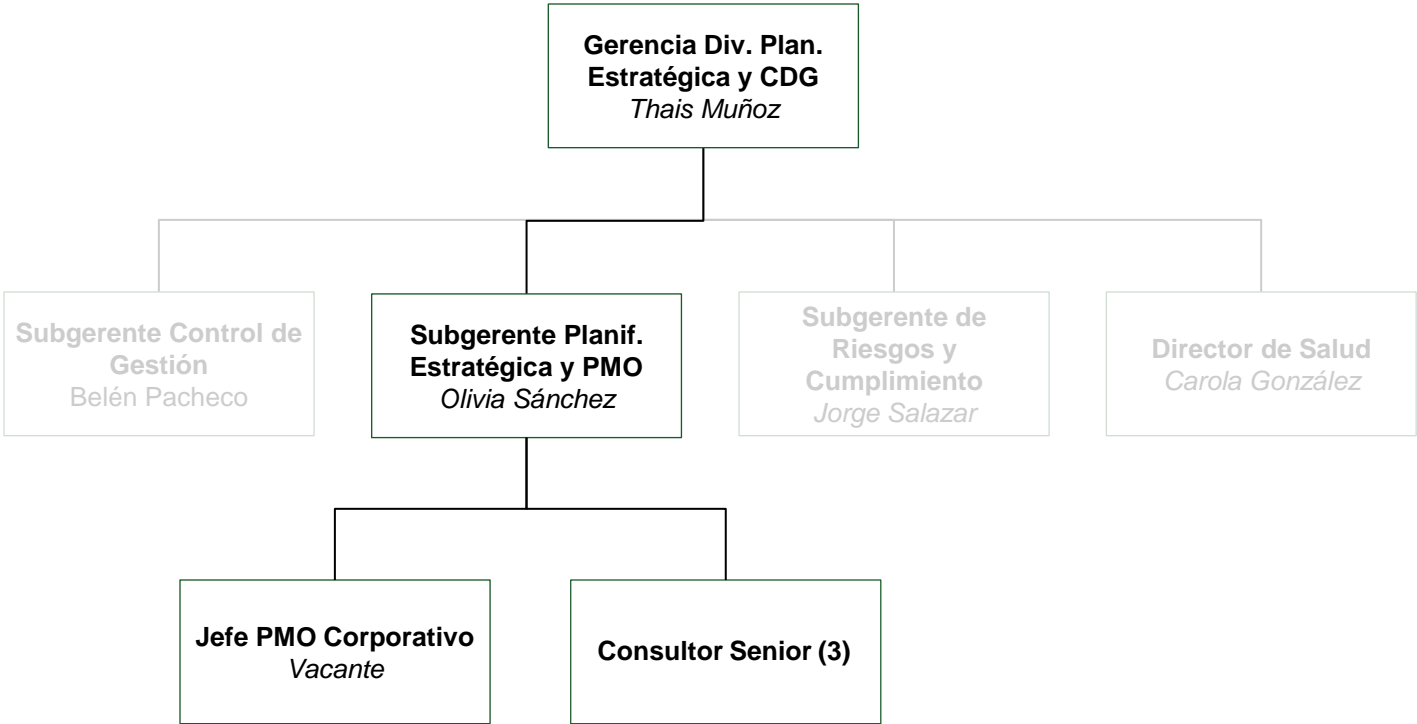 Gerencia Div. Plan.
Estratégica y CDG
Thais Muñoz
Subgerente Control de
Gestión
Belén Pacheco
Subgerente Planif.
Estratégica y PMO
Olivia Sánchez
Subgerente de
Riesgos y
Cumplimiento
Jorge Salazar
Director de Salud
Carola González
Jefe PMO Corporativo
Vacante
Consultor Senior (3)